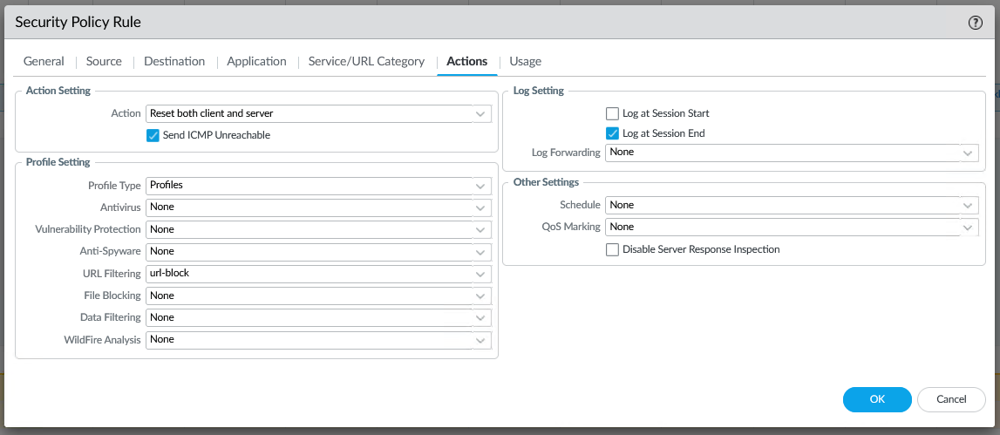 Security Policy Rule
General
Source
Destination
Application
Service/URL Category
Actions
Usage
Action Setting
Action
Reset both client and server
Send ICMP Unreachable
Profile Setting
Profile Type
Profiles
Antivirus
None
Vulnerability Protection
None
Anti-Spyware
None
URL Filtering
url-block
File Blocking
None
Data Filtering
None
WildFire Analysis
None
Log Setting
Log at Session Start
Log at Session End
Log Forwarding
None
Other Settings
Schedule
None
QoS Marking
None
Disable Server Response Inspection
OK
Cancel